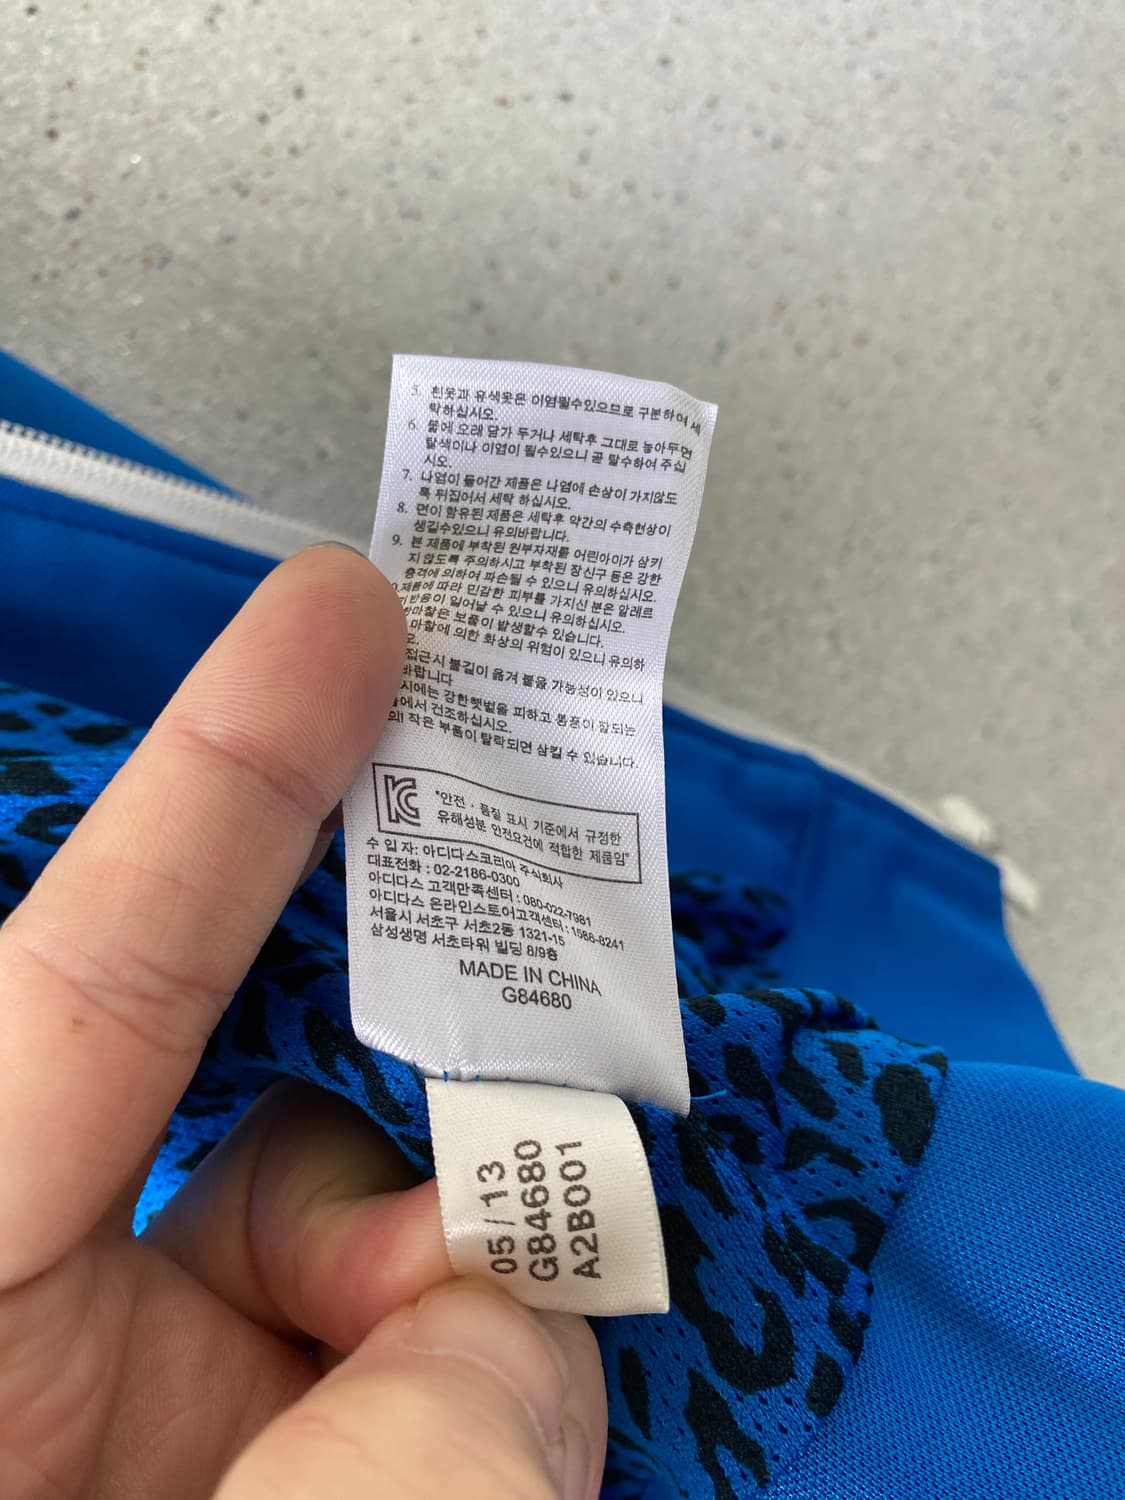 5. 흰옷과 유색옷은 이염될수있으므로 구분하여 세
탁하십시오.
6. 물에 오래 담가 두거나 세탁후 그대로 놓아두면
탈색이나 이염이 될수있으니 곧 탈수하여 주십
시오.
7. 나염이 들어간 제품은 나염에 손상이 가지않도
록 뒤집어서 세탁 하십시오.
8. 면이 함유된 제품은 세탁후 약간의 수축현상이
생길수있으니 유의바랍니다.
9. 본 제품에 부착된 원부자재를 어린아이가 삼키
지 않도록 주의하시고 부착된 장신구 등은 강한
충격에 의하여 파손될 수 있으니 유의하십시오.
제품에 따라 민감한 피부를 가지신 분은 알레르
기 반응이 일어날 수 있으니 유의하십시오.
마찰은 보풀이 발생할수 있습니다.
마찰에 의한 화상의 위험이 있으니 유의하
오.
접근시 불길이 옮겨 붙을 가능성이 있으니
바랍니다
시에는 강한햇볕을 피하고 통풍이 잘되는
에서 건조하십시오.
의! 작은 부품이 탈락되면 삼킬 수 있습니다.
KC
"안전 · 품질 표시 기준에서 규정한
유해성분 안전요건에 적합한 제품임"
수 입 자: 아디다스코리아 주식회사
대표전화 : 02-2186-0300
아디다스 고객만족센터 : 080-022-7981
아디다스 온라인스토어고객센터 : 1588-8241
서울시 서초구 서초2동 1321-15
삼성생명 서초타워 빌딩 8/9층
MADE IN CHINA
G84680
05/13
G84680
A2B001